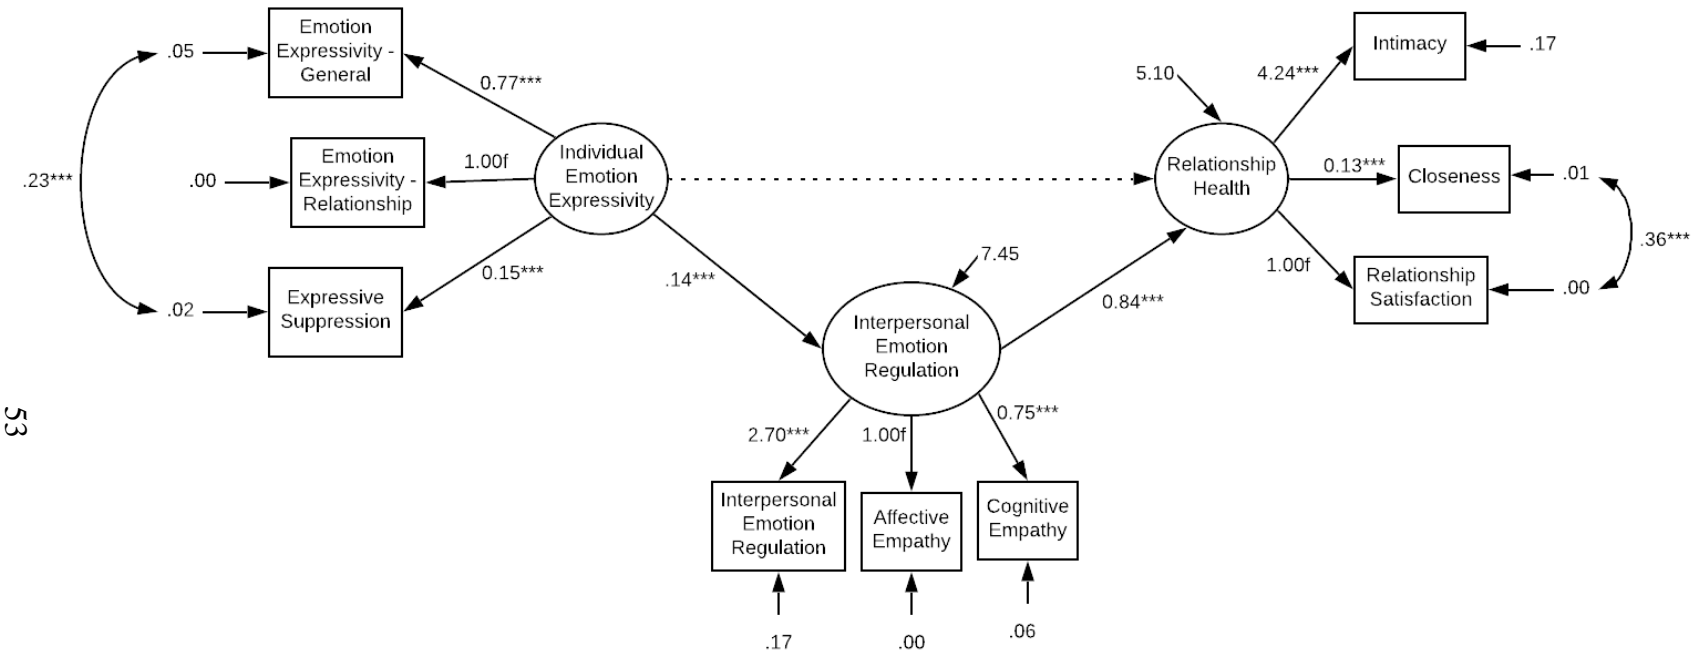 Emotion
Expressivity -
General
.05
0.77***
Emotion
Expressivity -
Relationship
.00
1.00f
.23***
Expressive
Suppression
.02
0.15***
Individual
Emotion
Expressivity
.14***
Interpersonal
Emotion
Regulation
7.45
0.84***
2.70***
1.00f
0.75***
Interpersonal
Emotion
Regulation
Affective
Empathy
Cognitive
Empathy
.17
.00
.06
Relationship
Health
5.10
4.24***
Intimacy
.17
0.13***
Closeness
.01
1.00f
Relationship
Satisfaction
.00
.36***
53